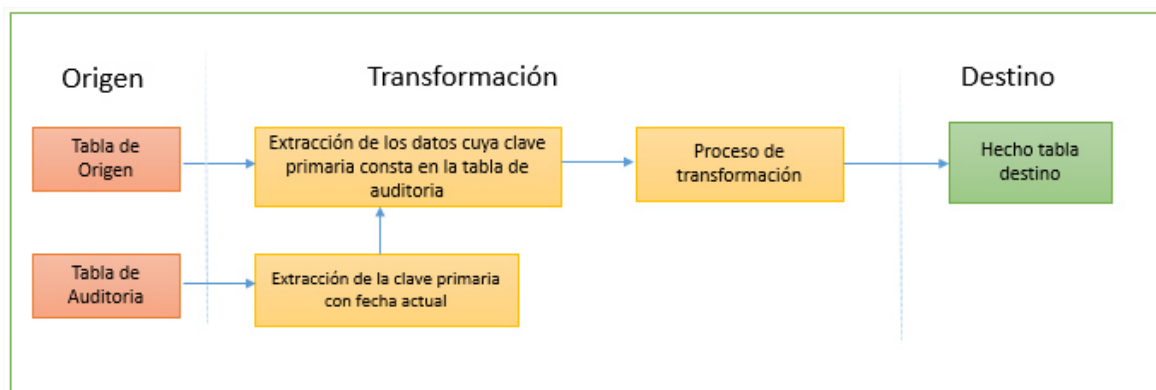 Origen
Transformación
Destino
Tabla de
Origen
Extracción de los datos cuya clave
primaria consta en la tabla de
auditoria
Proceso de
transformación
Hecho tabla
destino
Tabla de
Auditoria
Extracción de la clave primaria
con fecha actual